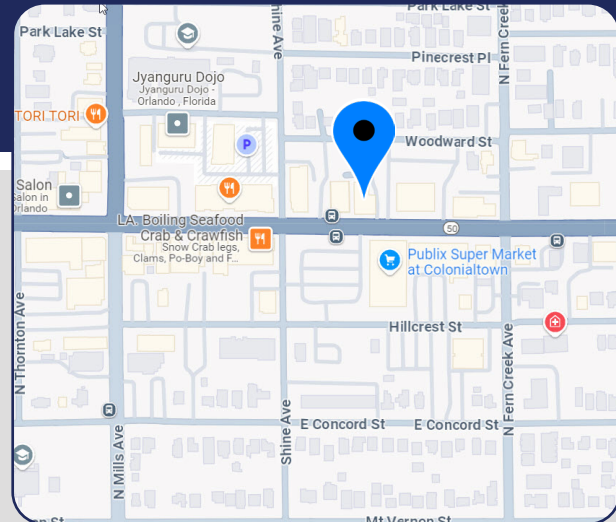 Park Lake St
Park Lake St
Shine Ave
N Fern Creek
Pinecrest Pl
Jyanguru Dojo
Jyanguru Dojo -
Orlando , Florida
TORI TORI
P
Woodward St
Salon
Salon in
Orlando
LA. Boiling Seafood
Crab & Crawfish
Snow Crab legs,
Clams, Po-Boy and F...
50
Publix Super Market
at Colonialtown
N Thornton Ave
Hillcrest St
N Fern Creek Ave
Shine Ave
E Concord St
E Concord St
N Mills Ave
Mt Vernon St